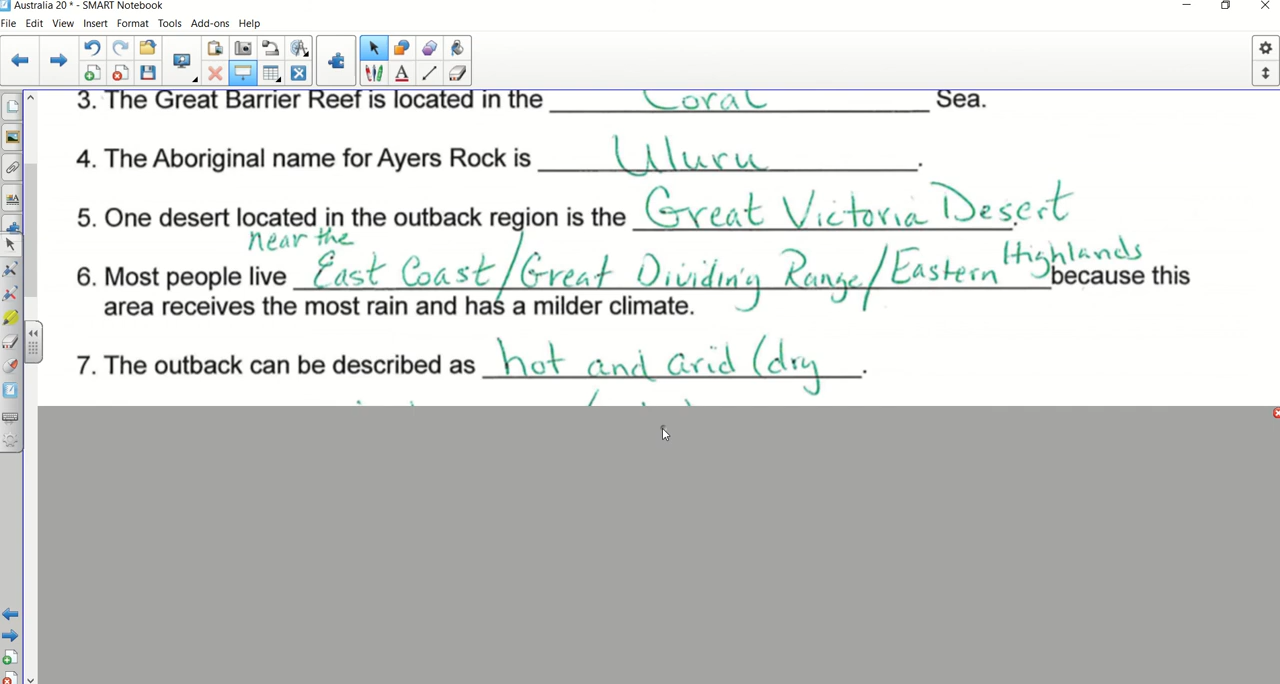 Australia 20 * - SMART Notebook
File Edit View Insert Format Tools Add-ons Help
3. The Great Barrier Reef is located in the Coral Sea.
4. The Aboriginal name for Ayers Rock is Uluru.
5. One desert located in the outback region is the Great Victoria Desert.
near the
6. Most people live East Coast/Great Dividing Range/Eastern Highlands because this
area receives the most rain and has a milder climate.
7. The outback can be described as hot and arid (dry.